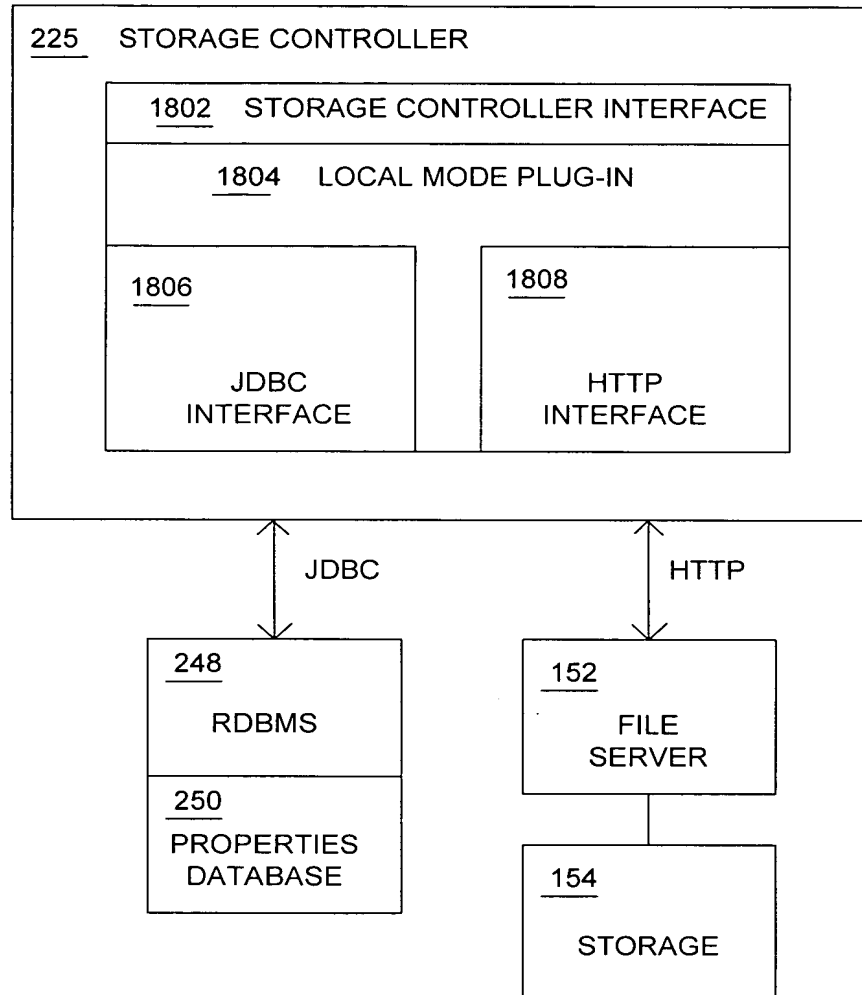 225 STORAGE CONTROLLER
1802 STORAGE CONTROLLER INTERFACE
1804 LOCAL MODE PLUG-IN
1806
JDBC
INTERFACE
1808
HTTP
INTERFACE
JDBC
HTTP
248
RDBMS
250
PROPERTIES
DATABASE
152
FILE
SERVER
154
STORAGE